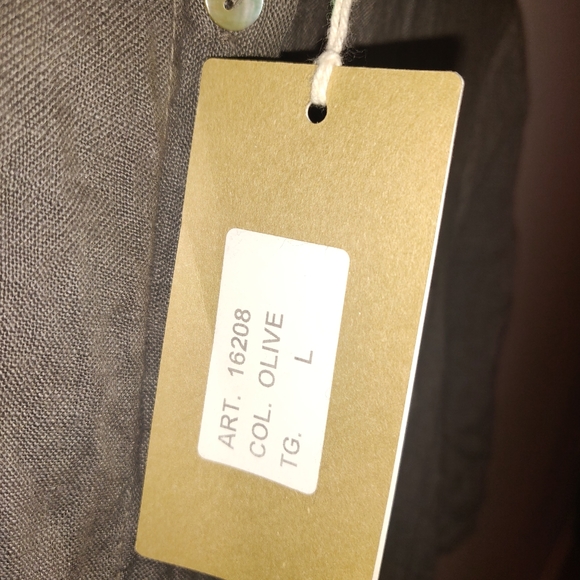 ART. 16208
COL. OLIVE
TG. L